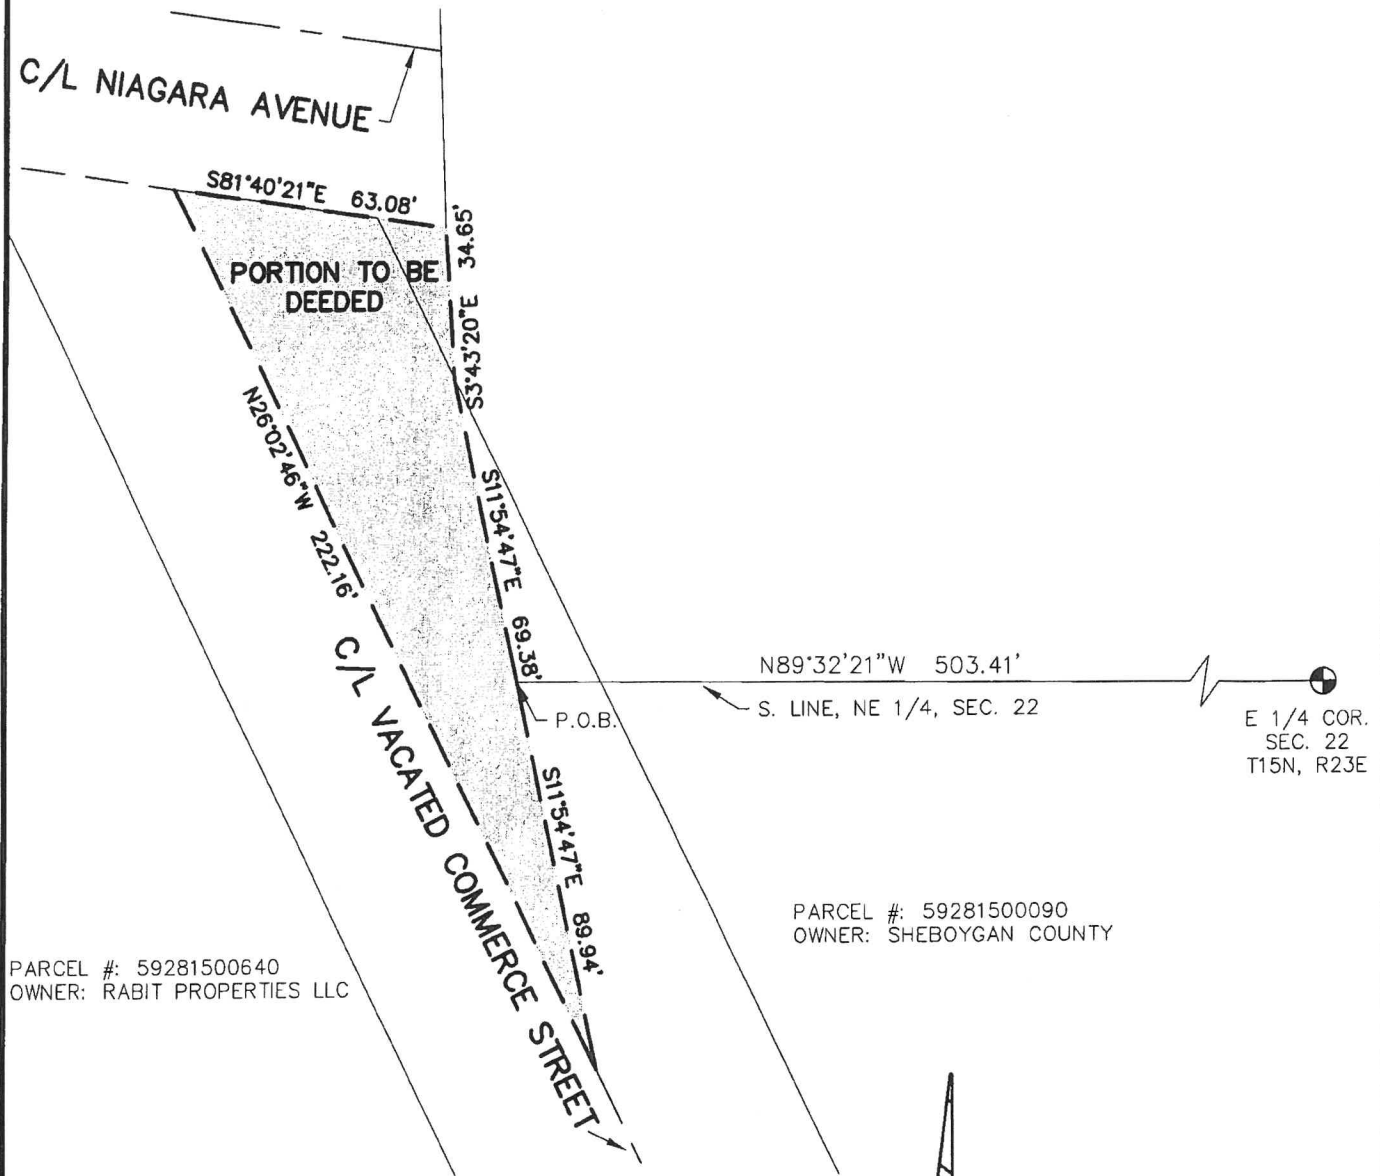 C/L NIAGARA AVENUE
S81°40'21"E 63.08'
S3°43'20"E 34.65'
PORTION TO BE
DEEDED
N26°02'46"W 222.16'
S11°54'47"E 69.38'
N89°32'21"W 503.41'
S. LINE, NE 1/4, SEC. 22
P.O.B.
E 1/4 COR.
SEC. 22
T15N, R23E
C/L VACATED COMMERCE STREET
S11°54'47"E 89.94'
PARCEL #: 59281500090
OWNER: SHEBOYGAN COUNTY
PARCEL #: 59281500640
OWNER: RABIT PROPERTIES LLC